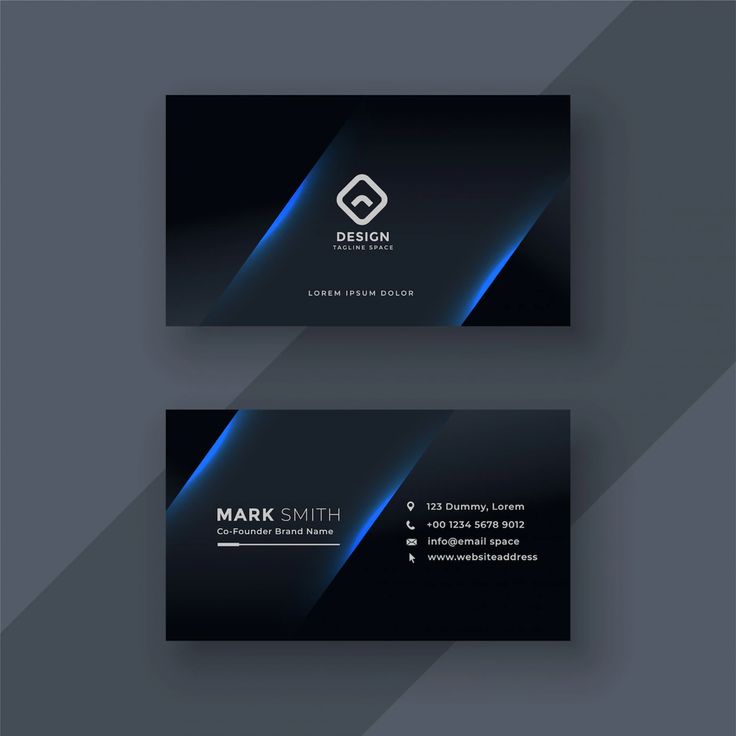 DESIGN
TAGLINE SPACE
LOREM IPSUM DOLOR
MARK SMITH
Co-Founder Brand Name
123 Dummy, Lorem
+00 1234 5678 9012
info@email space
www.websiteaddress